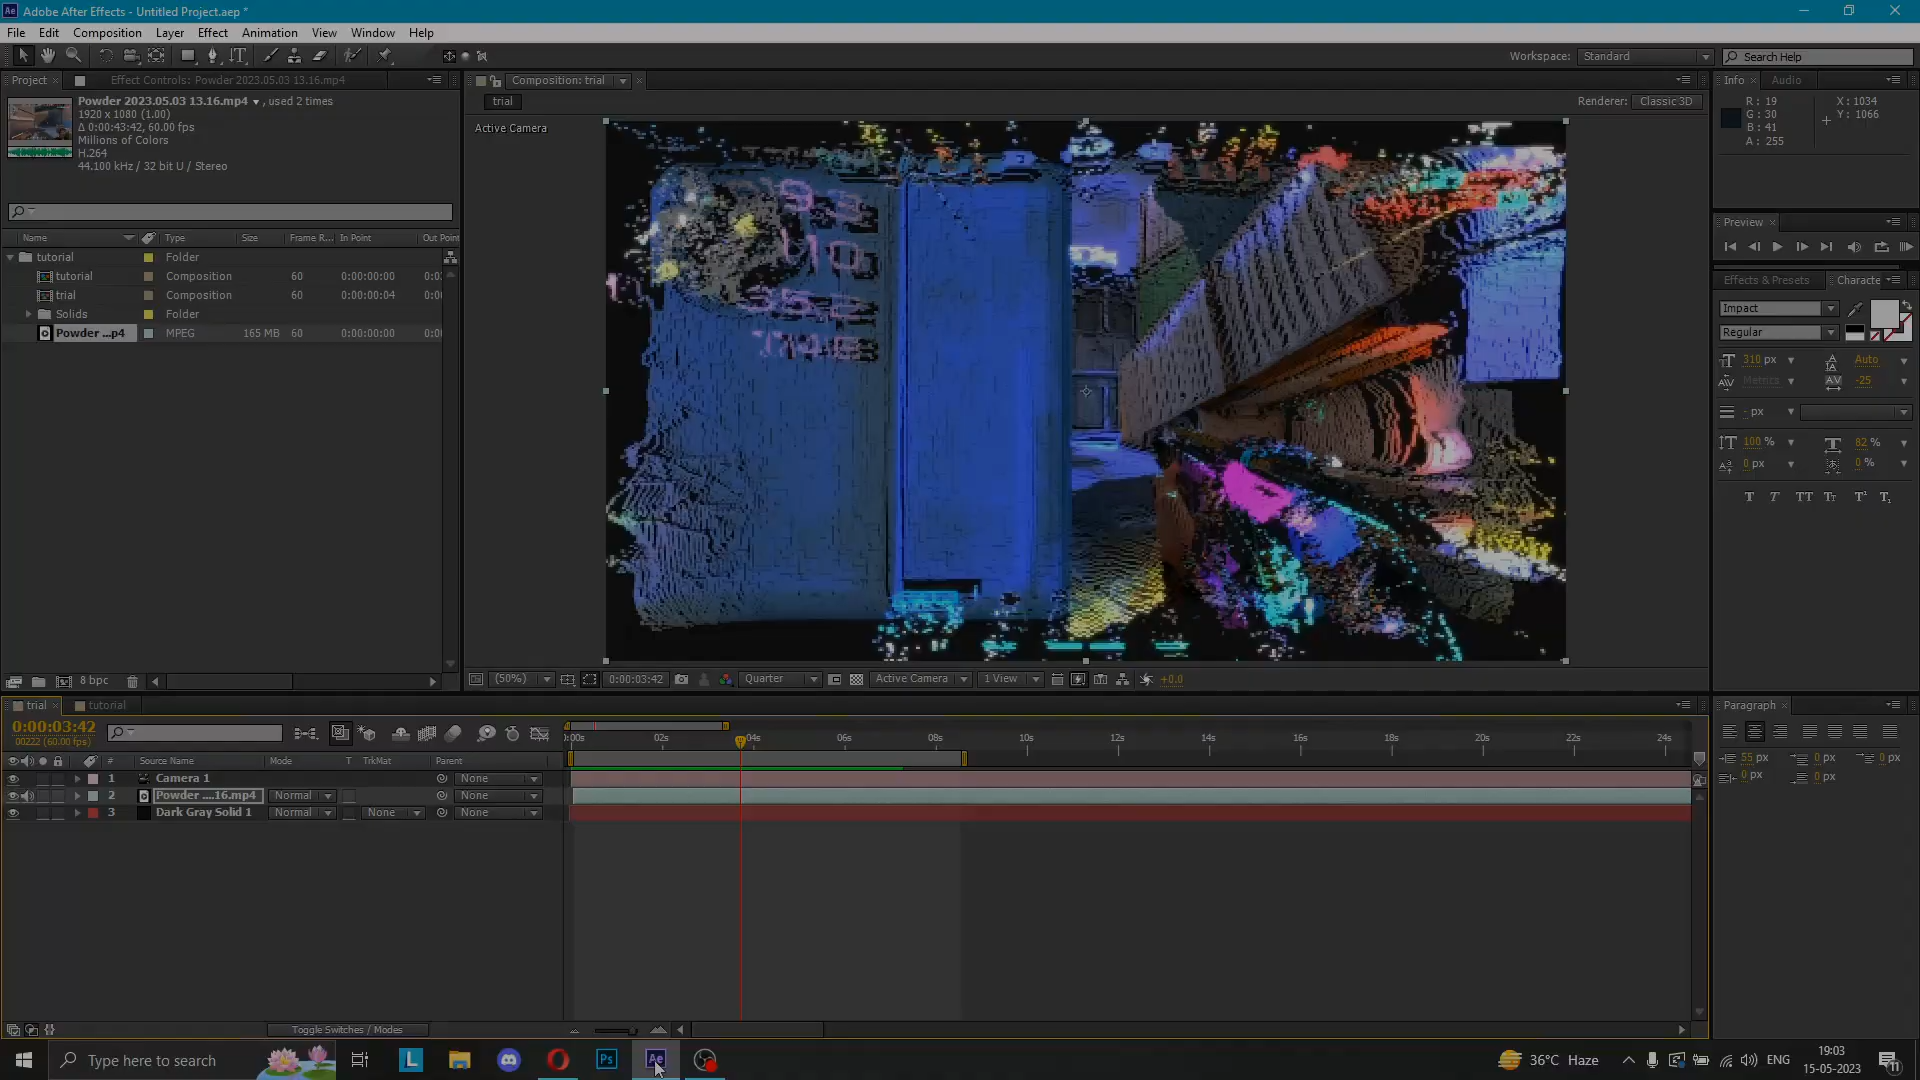 Adobe After Effects - Untitled Project.aep *
File Edit Composition Layer Effect Animation View Window Help
Workspace: Standard Search Help
Project Effect Controls: Powder 2023.05.03 13.16.mp4
Composition: trial
Info Audio
trial
Renderer: Classic 3D
Powder 2023.05.03 13.16.mp4 , used 2 times
1920 x 1080 (1.00)
Δ 0:00:43:42, 60.00 fps
Millions of Colors
H.264
44.100 kHz / 32 bit U / Stereo
Active Camera
R: 19
G: 30
B: 41
A: 255
X: 1034
Y: 1066
Preview
Name Type Size Frame R... In Point Out Point
tutorial Folder
tutorial Composition 60 0:00:00:00 0:0
trial Composition 60 0:00:00:04 0:0
Solids Folder
Powder ...p4 MPEG 165 MB 60 0:00:00:00 0:0
Effects & Presets Characte
Impact
Regular
310 px Auto
Metrics -25
- px
100 % 82 %
0 px 0 %
T T TT Tт T¹ T₁
8 bpc
(50%) 0:00:03:42 Quarter Active Camera 1 View +0.0
trial tutorial
0:00:03:42
00222 (60.00 fps)
:00s 02s 04s 06s 08s 10s 12s 14s 16s 18s 20s 22s 24s
# Source Name Mode T TrkMat Parent
1 Camera 1 None
2 Powder ....16.mp4 Normal None
3 Dark Gray Solid 1 Normal None None
Toggle Switches / Modes
Paragraph
55 px 0 px 0 px
0 px 0 px
Type here to search
L
Ps
Ae
36°C Haze
ENG
19:03
15-05-2023
11